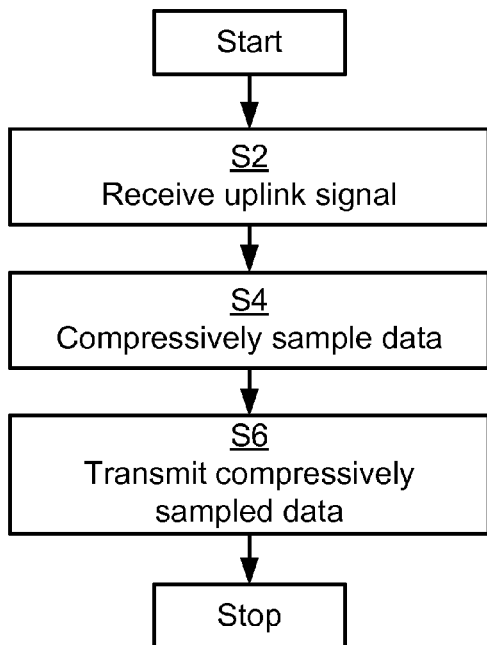 Start
S2
Receive uplink signal
S4
Compressively sample data
S6
Transmit compressively
sampled data
Stop